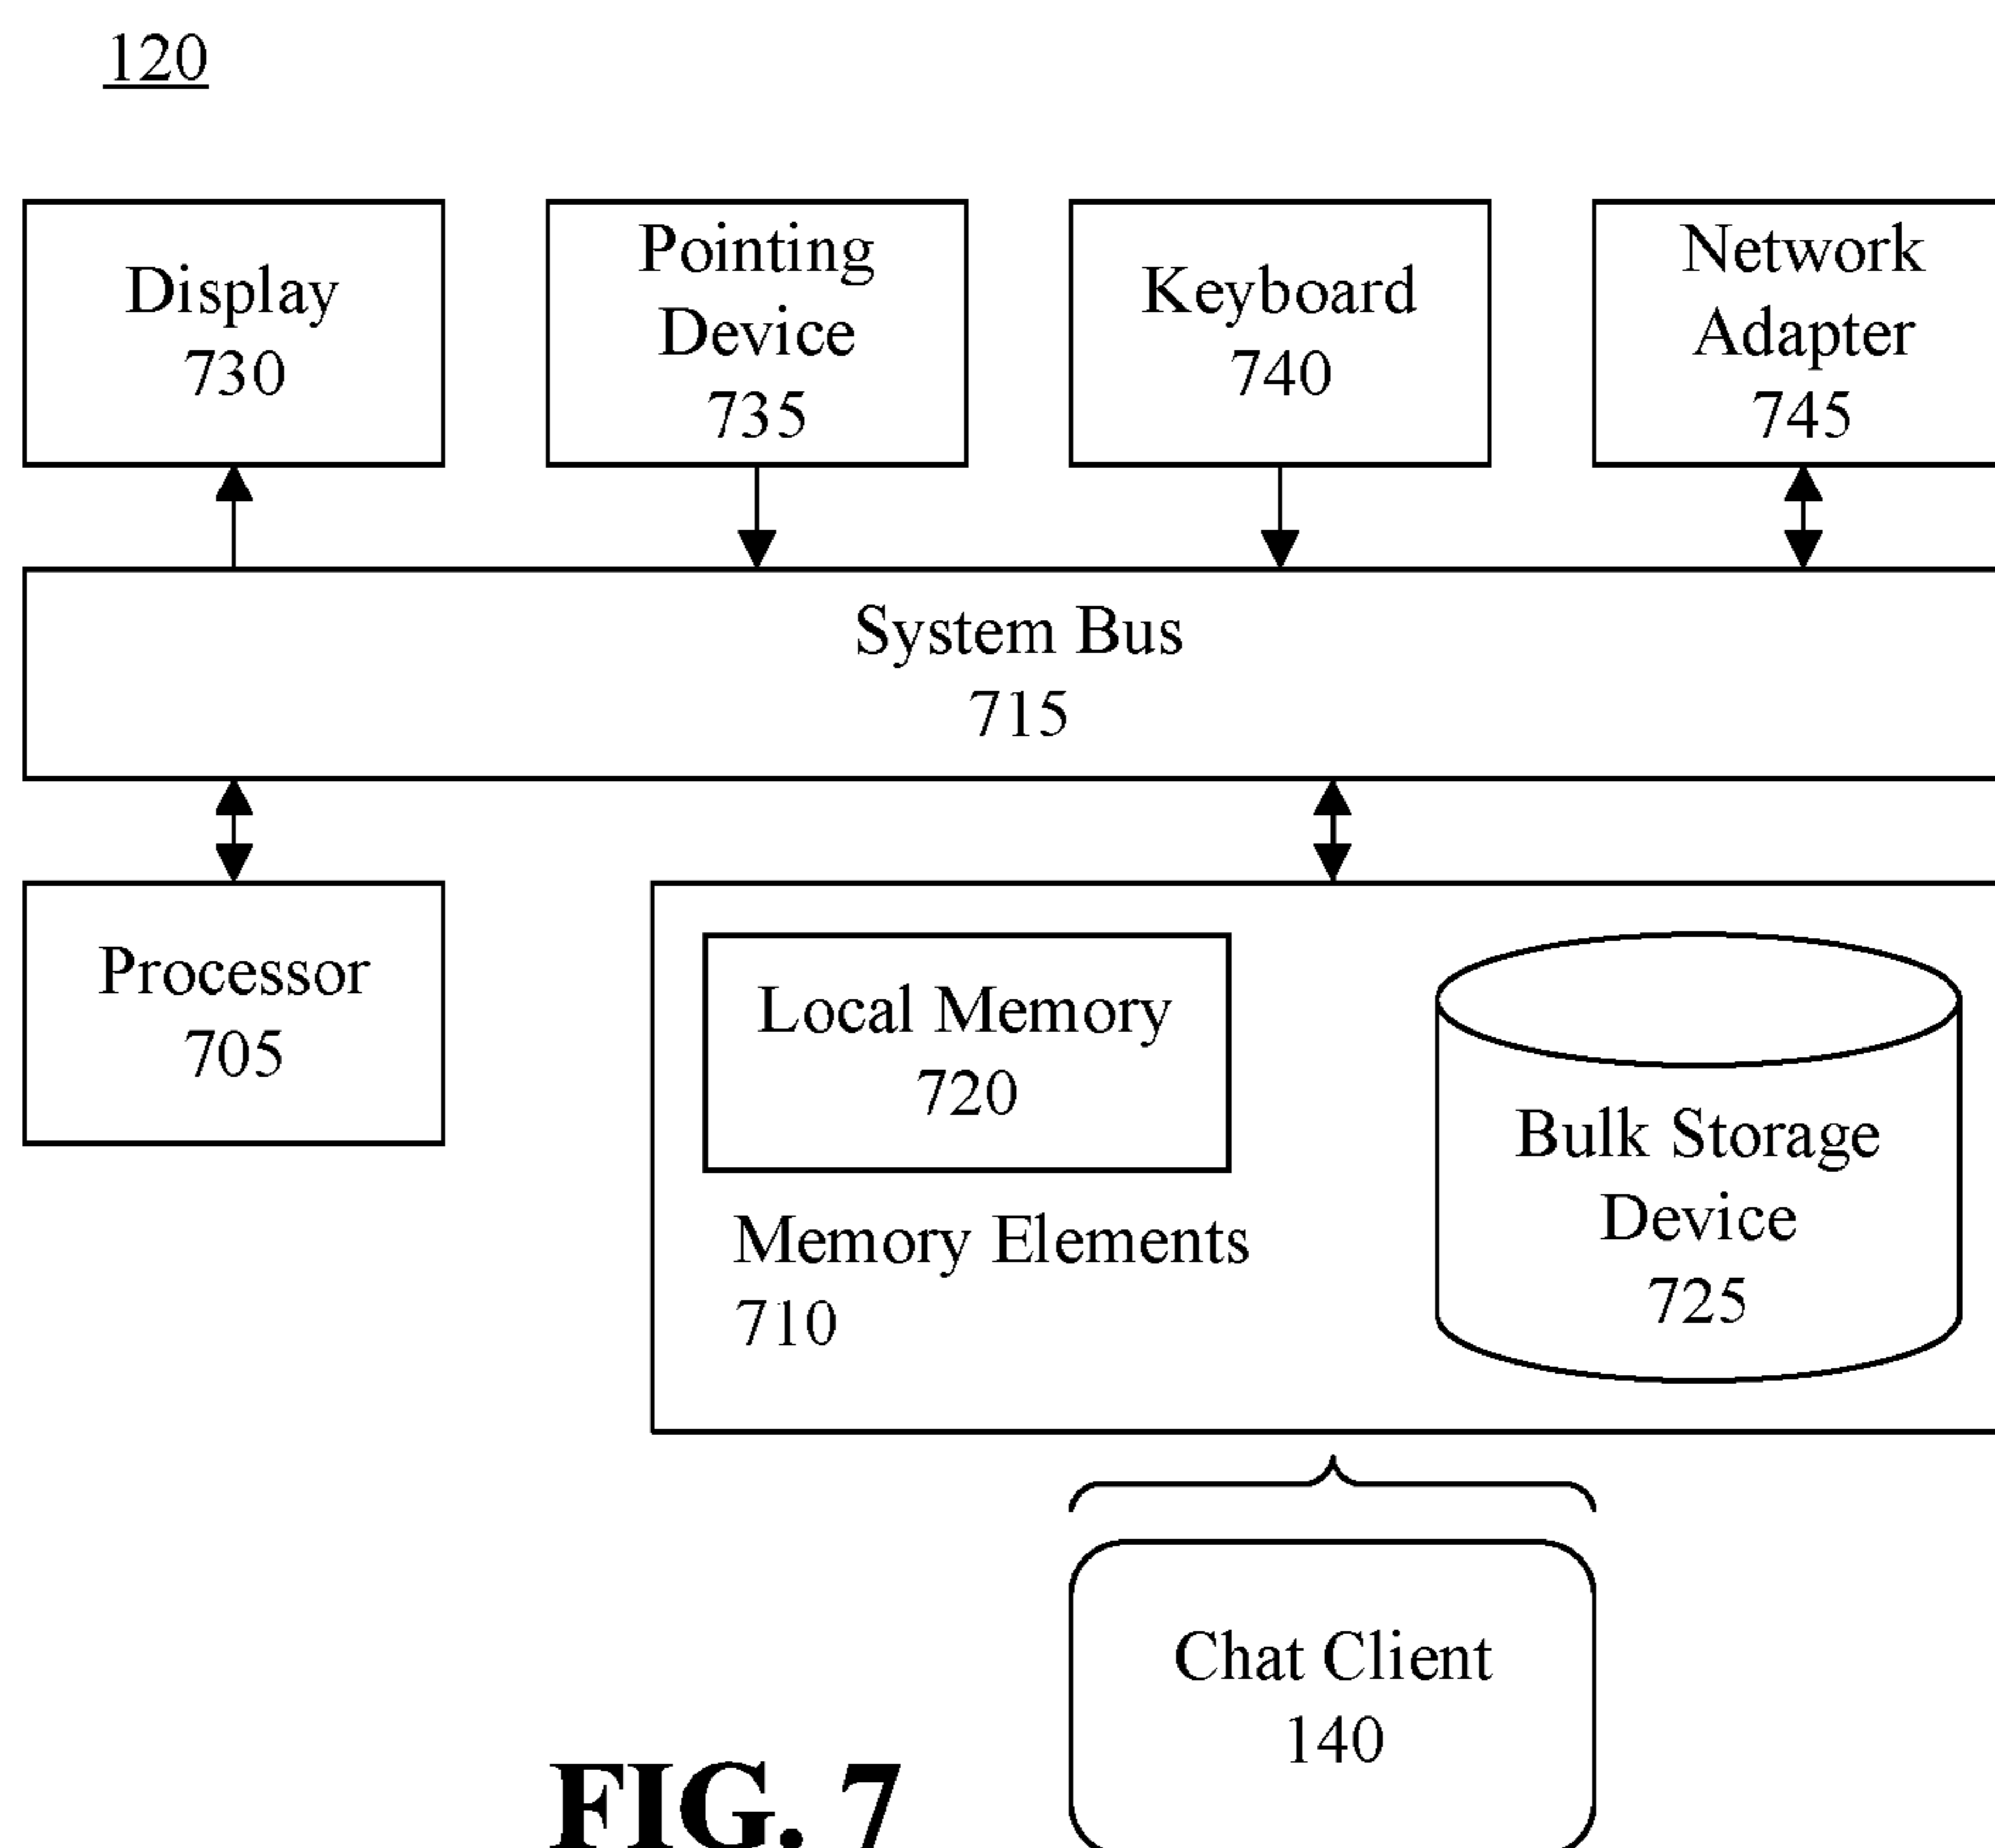 120
Display
730
Pointing
Device
735
Keyboard
740
Network
Adapter
745
System Bus
715
Processor
705
Local Memory
720
Memory Elements
710
Bulk Storage
Device
725
Chat Client
140
FIG. 7